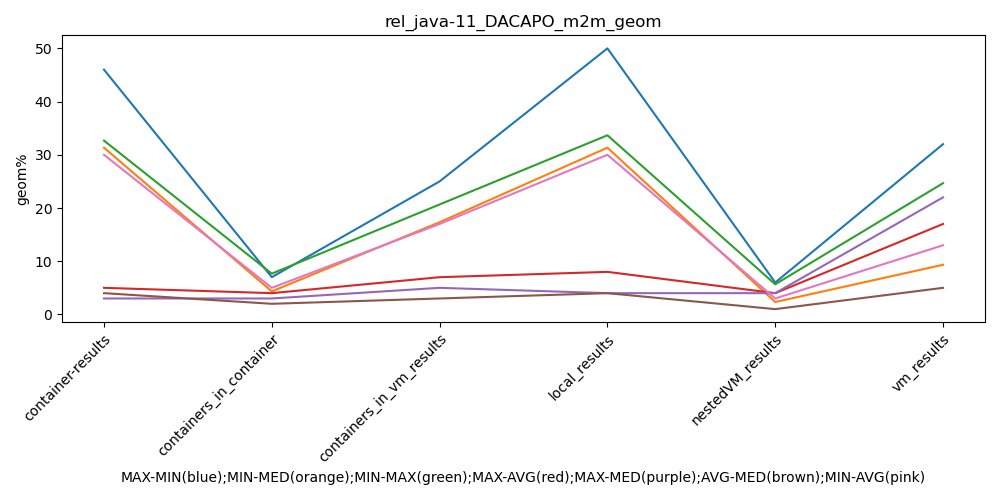 rel_java-11_DACAPO_m2m_geom
geom%
50
40
30
20
10
0
container-results
containers_in_container
containers_in_vm_results
local_results
nestedVM_results
vm_results
MAX-MIN(blue);MIN-MED(orange);MIN-MAX(green);MAX-AVG(red);MAX-MED(purple);AVG-MED(brown);MIN-AVG(pink)